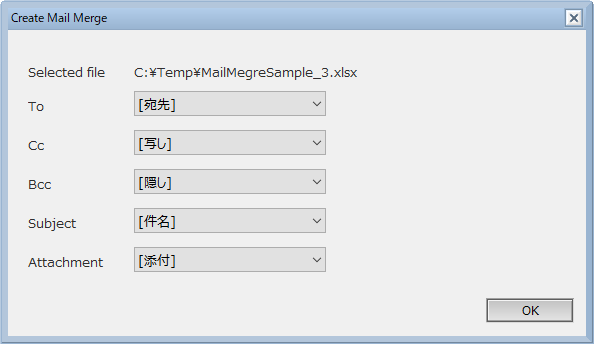 Create Mail Merge
Selected file C:¥Temp¥MailMegreSample_3.xlsx
To [宛先]
Cc [写し]
Bcc [隠し]
Subject [件名]
Attachment [添付]
OK